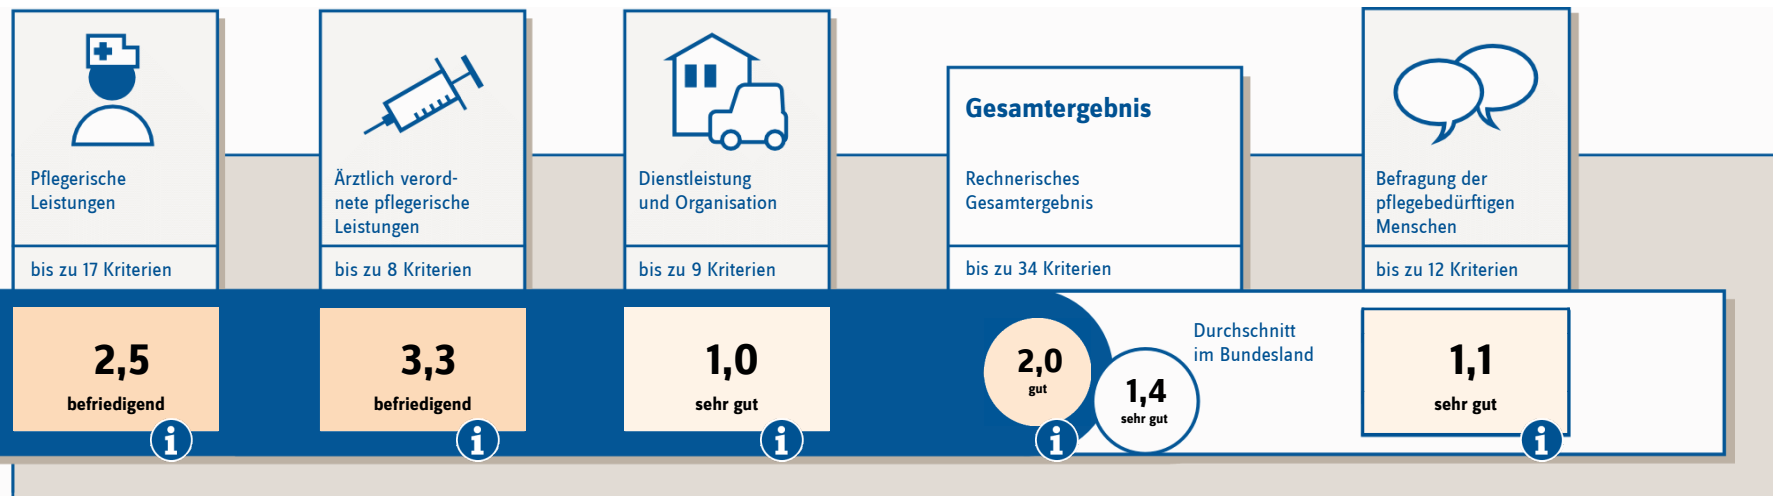 Pflegerische
Leistungen
bis zu 17 Kriterien
2,5
befriedigend
i
Ärztlich verord-
nete pflegerische
Leistungen
bis zu 8 Kriterien
3,3
befriedigend
i
Dienstleistung
und Organisation
bis zu 9 Kriterien
1,0
sehr gut
i
Gesamtergebnis
Rechnerisches
Gesamtergebnis
bis zu 34 Kriterien
2,0
gut
i
1,4
sehr gut
Durchschnitt
im Bundesland
Befragung der
pflegebedürftigen
Menschen
bis zu 12 Kriterien
1,1
sehr gut
i